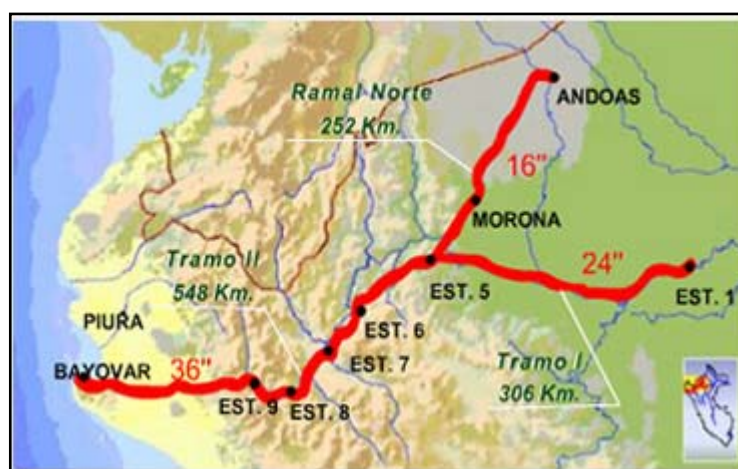 Ramal Norte
252 Km.
ANDOAS
16"
MORONA
Tramo II
548 Km.
24"
EST. 5
EST. 1
PIURA
EST. 6
EST. 7
Tramo I
306 Km.
BAYOVAR
36"
EST. 9
EST. 8